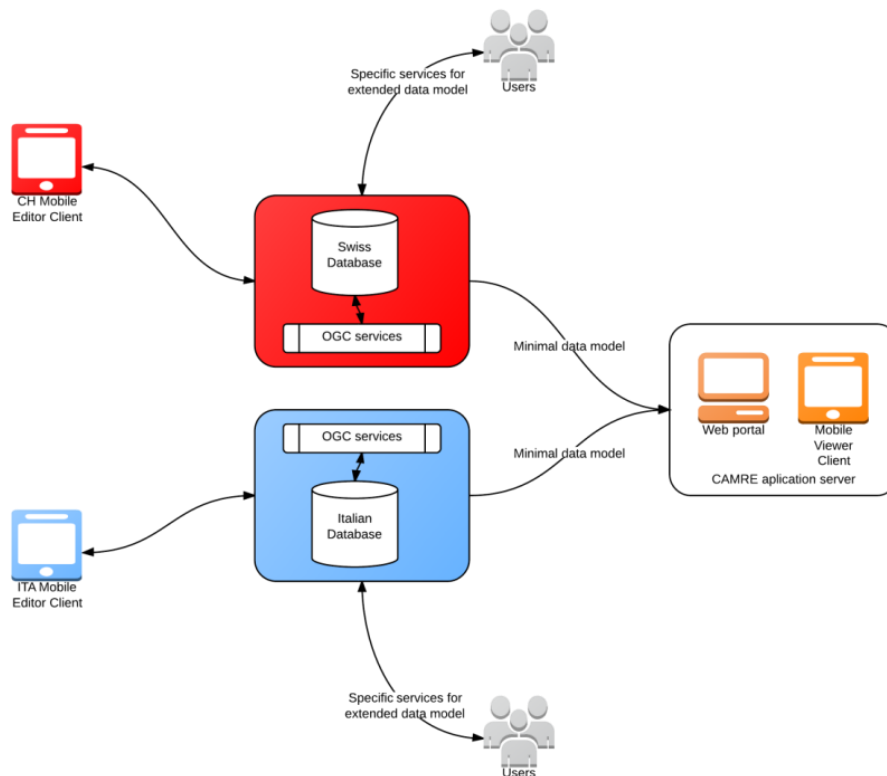 Specific services for
extended data model
Users
CH Mobile
Editor Client
Swiss
Database
OGC services
Minimal data model
Web portal
Mobile
Viewer
Client
CAMRE aplication server
OGC services
Minimal data model
Italian
Database
ITA Mobile
Editor Client
Specific services for
extended data model
Users